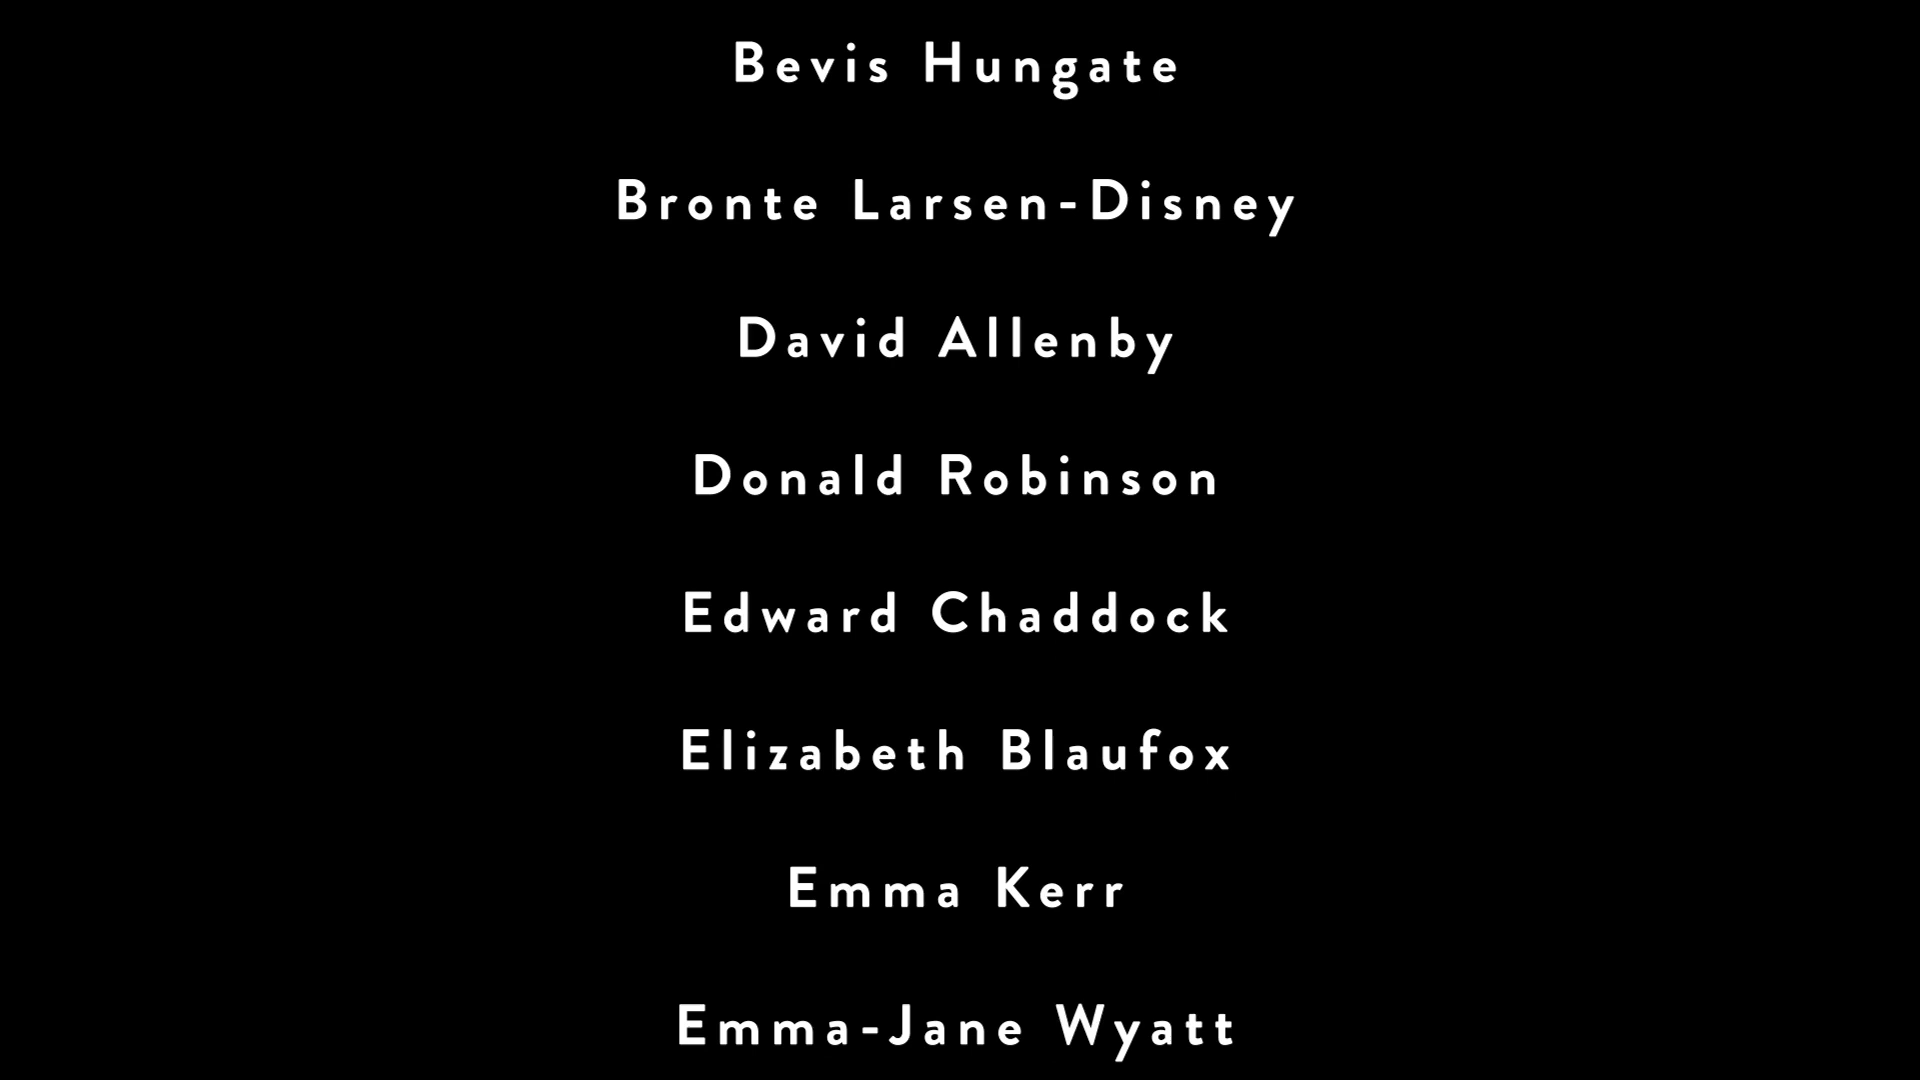 Bevis Hungate
Bronte Larsen-Disney
David Allenby
Donald Robinson
Edward Chaddock
Elizabeth Blaufox
Emma Kerr
Emma-Jane Wyatt